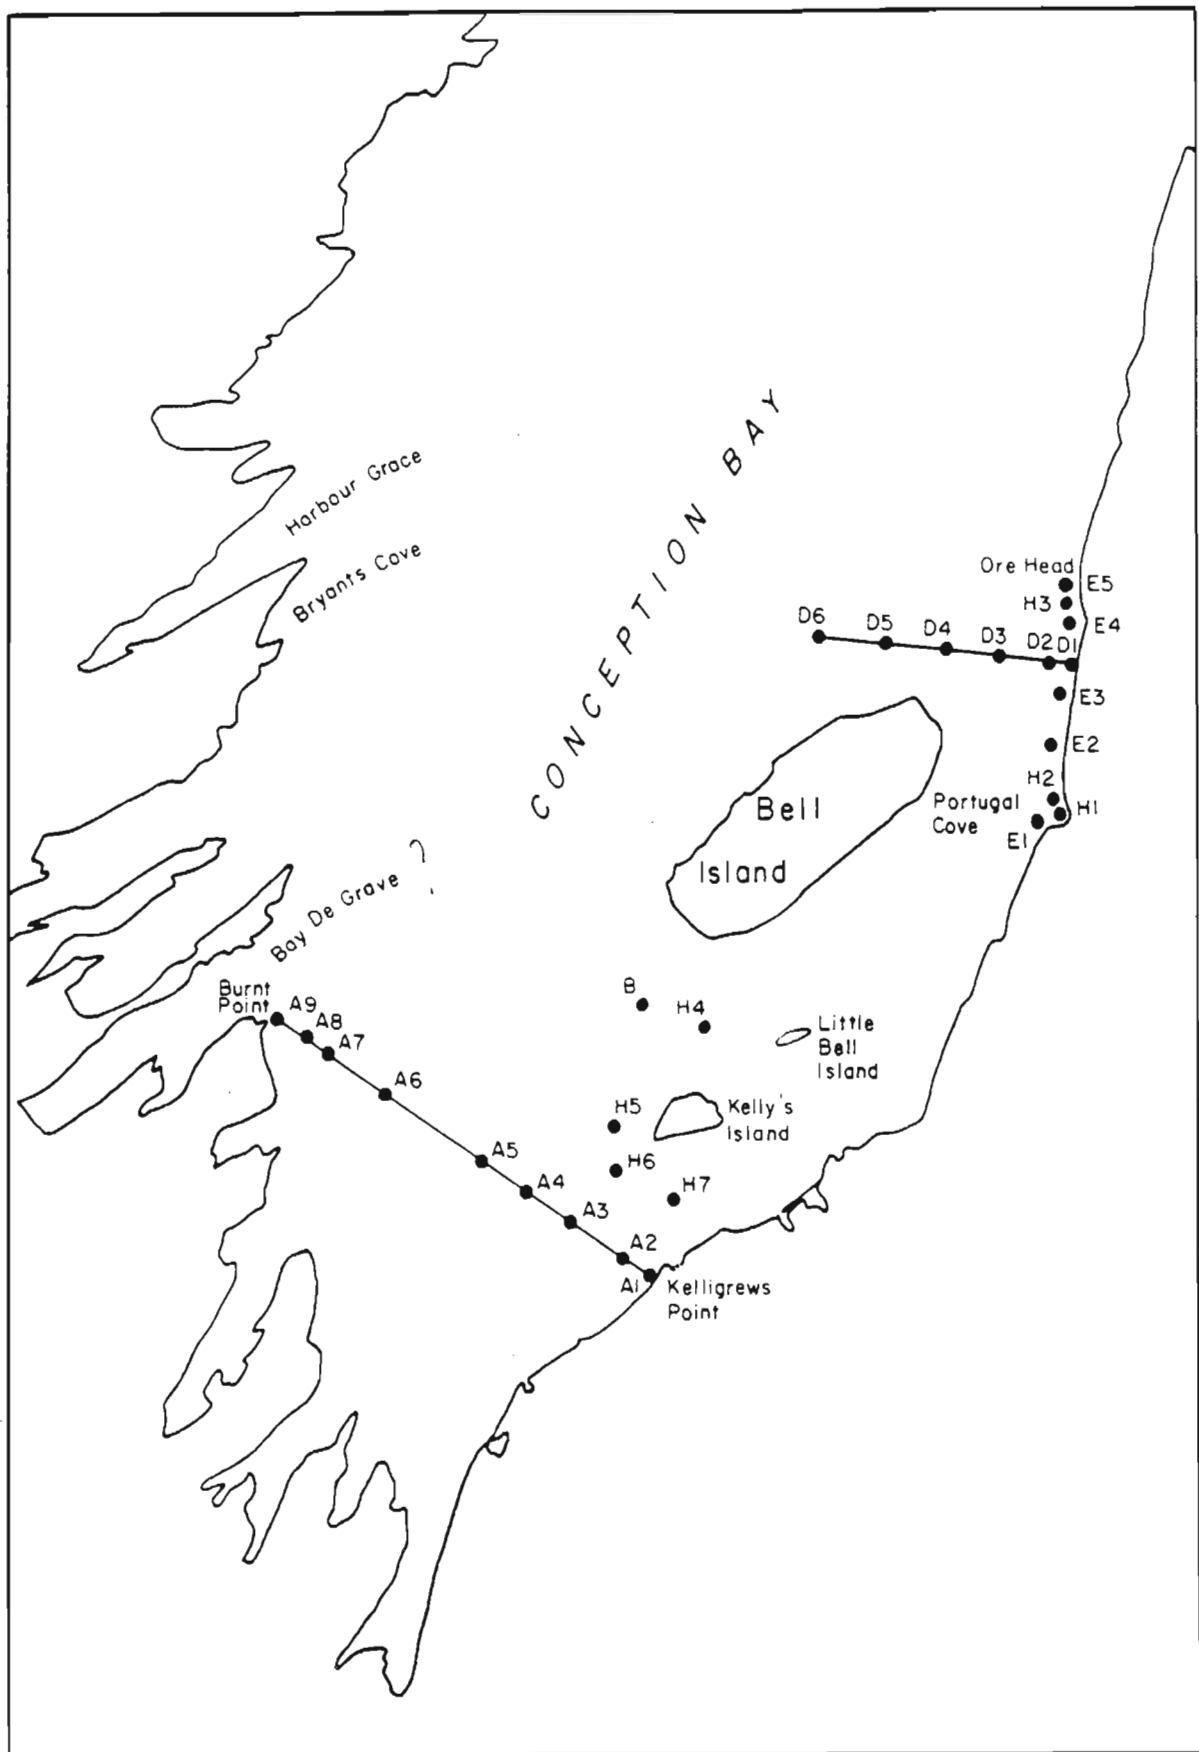 Harbour Grace
Bryants Cove
CONCEPTION BAY
Ore Head
E5
H3
E4
D6
D5
D4
D3
D2
D1
E3
E2
H2
H1
Portugal
Cove
E1
Bell
Island
Bay De Grave ?
B
H4
Little
Bell
Island
Burnt
Point
A9
A8
A7
A6
H5
Kelly's
Island
A5
H6
A4
H7
A3
A2
A1
Kelligrews
Point